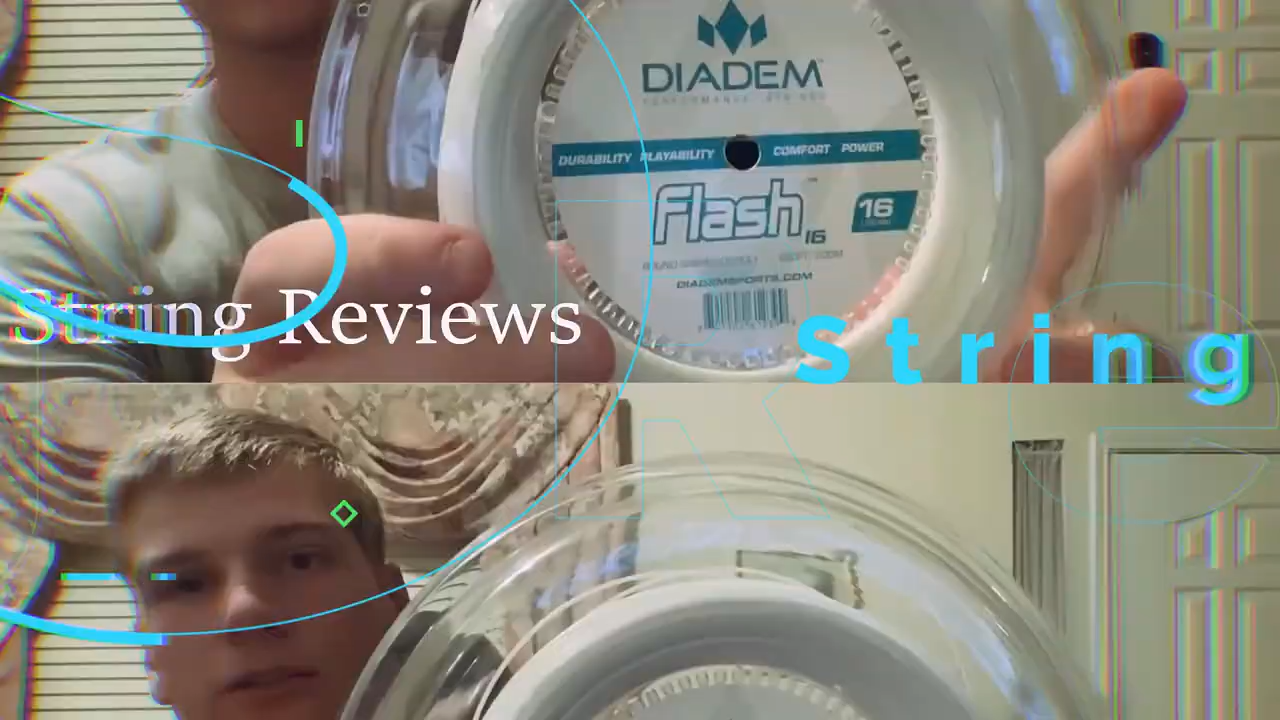 DIADEM
DURABILITY PLAYABILITY COMFORT POWER
flash 16
16
DIADEMSPORTS.COM
String Reviews
String